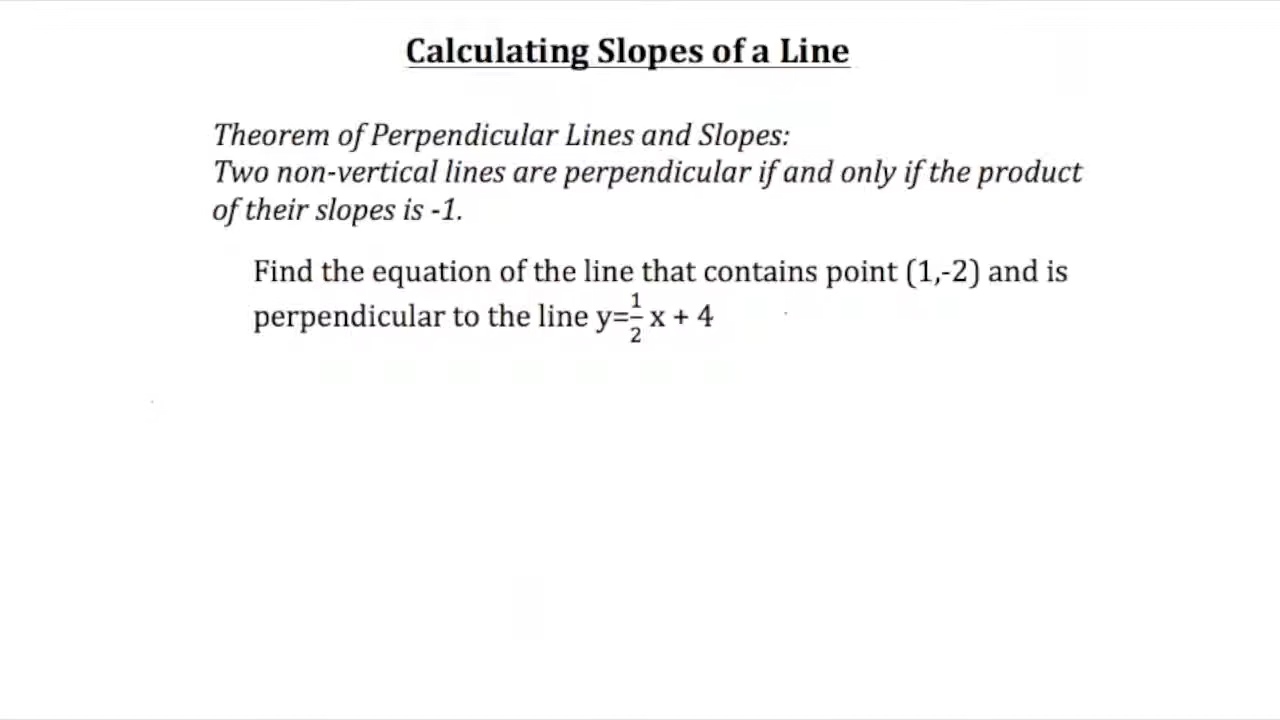 Calculating Slopes of a Line
Theorem of Perpendicular Lines and Slopes:
Two non-vertical lines are perpendicular if and only if the product
of their slopes is -1.
Find the equation of the line that contains point (1,-2) and is
perpendicular to the line y=1/2 x + 4